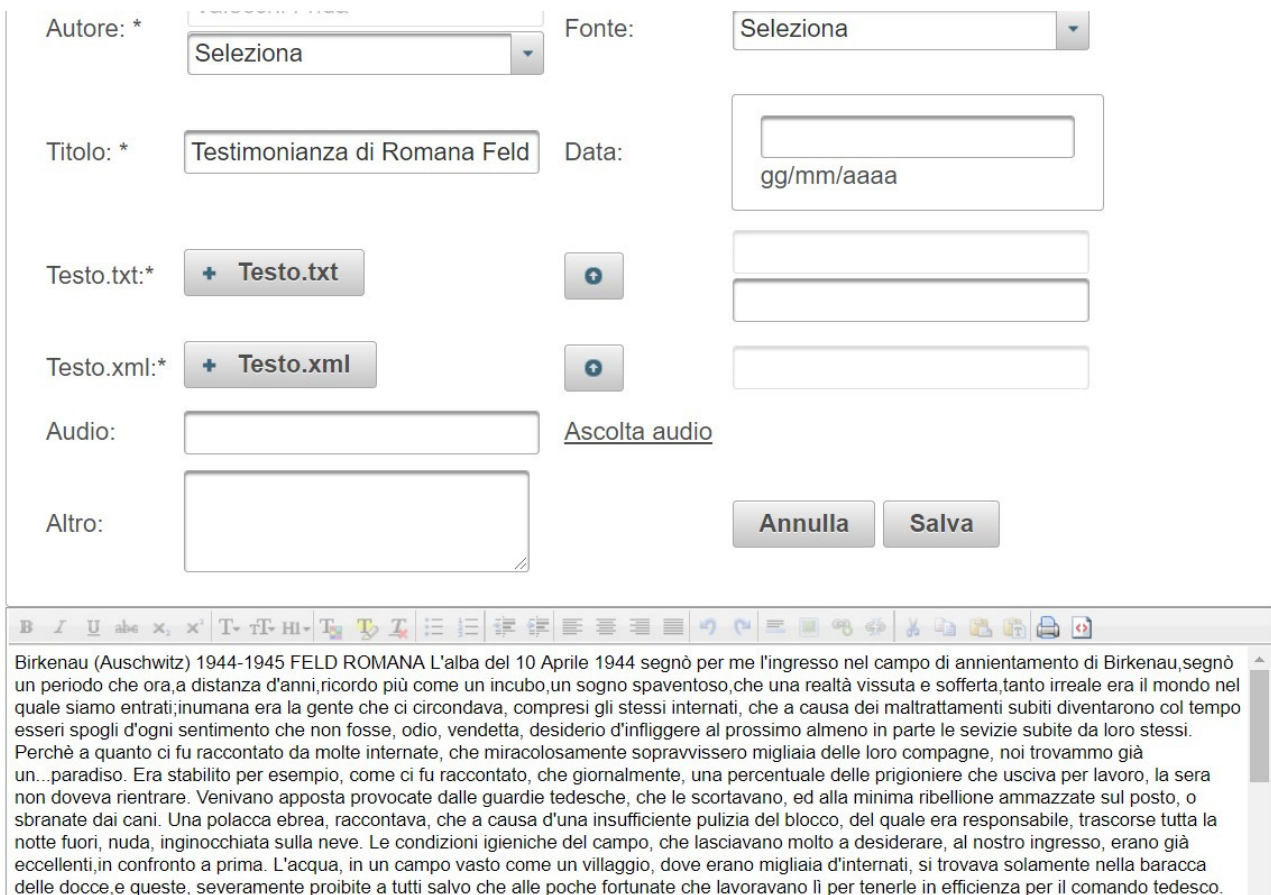 Autore: *
Seleziona
Fonte:
Seleziona
Titolo: *
Testimonianza di Romana Feld
Data:
gg/mm/aaaa
Testo.txt:*
Testo.txt
Testo.xml:*
Testo.xml
Audio:
Ascolta audio
Altro:
Annulla
Salva
B I U abc X₂ X² T tT H1
Birkenau (Auschwitz) 1944-1945 FELD ROMANA L'alba del 10 Aprile 1944 segnò per me l'ingresso nel campo di annientamento di Birkenau,segnò
un periodo che ora,a distanza d'anni,ricordo più come un incubo,un sogno spaventoso,che una realtà vissuta e sofferta,tanto irreale era il mondo nel
quale siamo entrati;inumana era la gente che ci circondava, compresi gli stessi internati, che a causa dei maltrattamenti subiti diventarono col tempo
esseri spogli d'ogni sentimento che non fosse, odio, vendetta, desiderio d'infliggere al prossimo almeno in parte le sevizie subite da loro stessi.
Perchè a quanto ci fu raccontato da molte internate, che miracolosamente sopravvissero migliaia delle loro compagne, noi trovammo già
un...paradiso. Era stabilito per esempio, come ci fu raccontato, che giornalmente, una percentuale delle prigioniere che usciva per lavoro, la sera
non doveva rientrare. Venivano apposta provocate dalle guardie tedesche, che le scortavano, ed alla minima ribellione ammazzate sul posto, o
sbranate dai cani. Una polacca ebrea, raccontava, che a causa d'una insufficiente pulizia del blocco, del quale era responsabile, trascorse tutta la
notte fuori, nuda, inginocchiata sulla neve. Le condizioni igieniche del campo, che lasciavano molto a desiderare, al nostro ingresso, erano già
eccellenti,in confronto a prima. L'acqua, in un campo vasto come un villaggio, dove erano migliaia d'internati, si trovava solamente nella baracca
delle docce,e queste, severamente proibite a tutti salvo che alle poche fortunate che lavoravano lì per tenerle in efficienza per il comando tedesco.